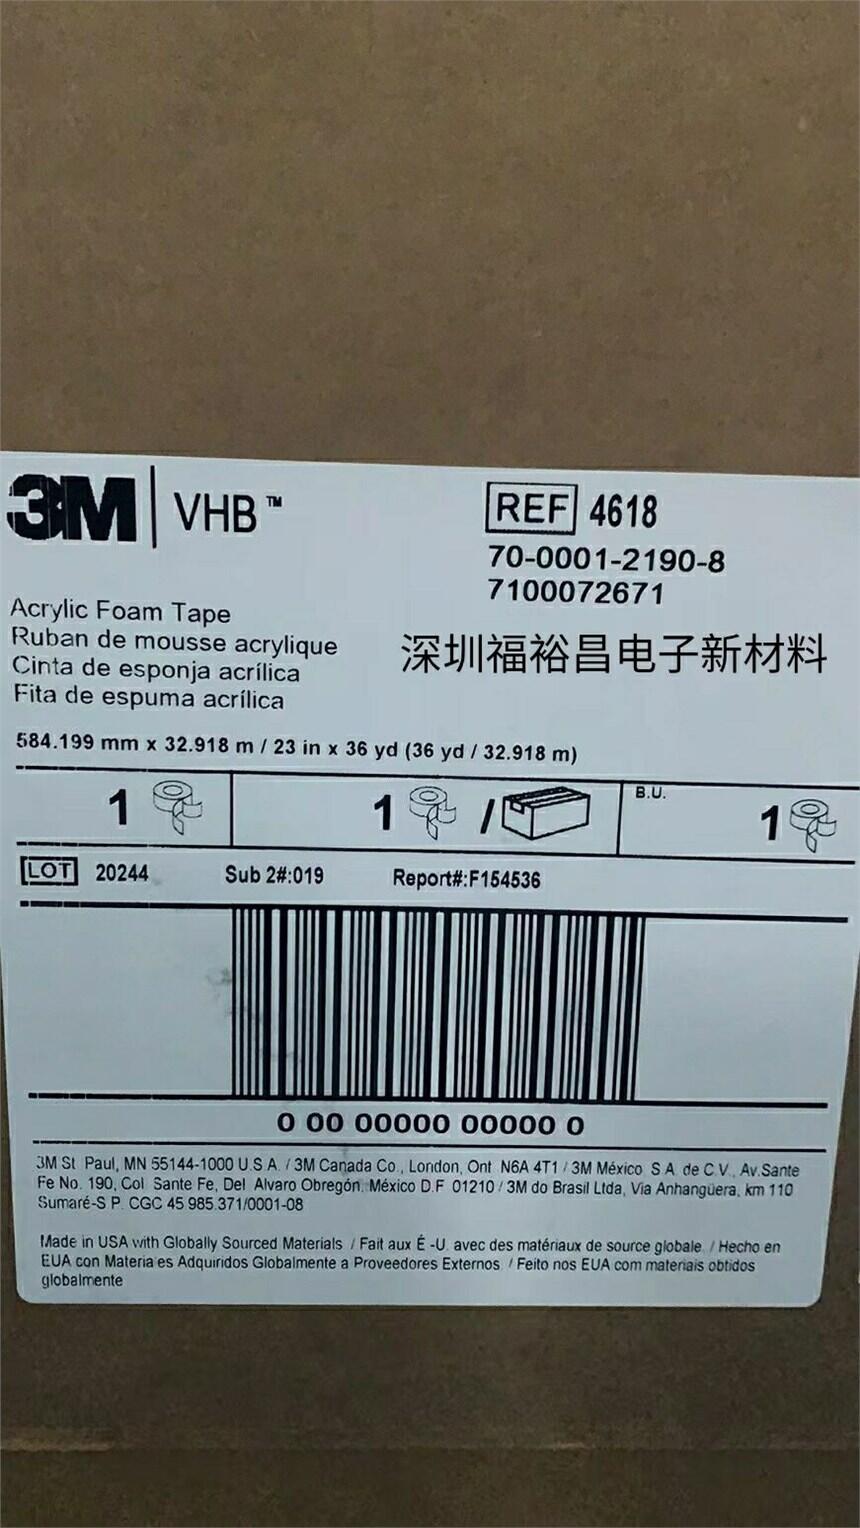 3M VHB™
REF 4618
70-0001-2190-8
7100072671
Acrylic Foam Tape
Ruban de mousse acrylique
Cinta de esponja acrílica
Fita de espuma acrílica
深圳福裕昌电子新材料
584.199 mm x 32.918 m / 23 in x 36 yd (36 yd / 32.918 m)
1 1 / B.U. 1
LOT 20244 Sub 2#:019 Report#:F154536
0 00 00000 00000 0
3M St Paul, MN 55144-1000 U.S.A. / 3M Canada Co., London, Ont N6A 4T1 / 3M México S.A. de C.V., Av.Sante
Fe No. 190, Col Sante Fe, Del Alvaro Obregón, México D.F 01210 / 3M do Brasil Ltda, Via Anhangüera, km 110
Sumaré-S P. CGC 45 985.371/0001-08
Made in USA with Globally Sourced Materials / Fait aux É -U. avec des matériaux de source globale. / Hecho en
EUA con Materia es Adquiridos Globalmente a Proveedores Externos / Feito nos EUA com materiais obtidos
globalmente